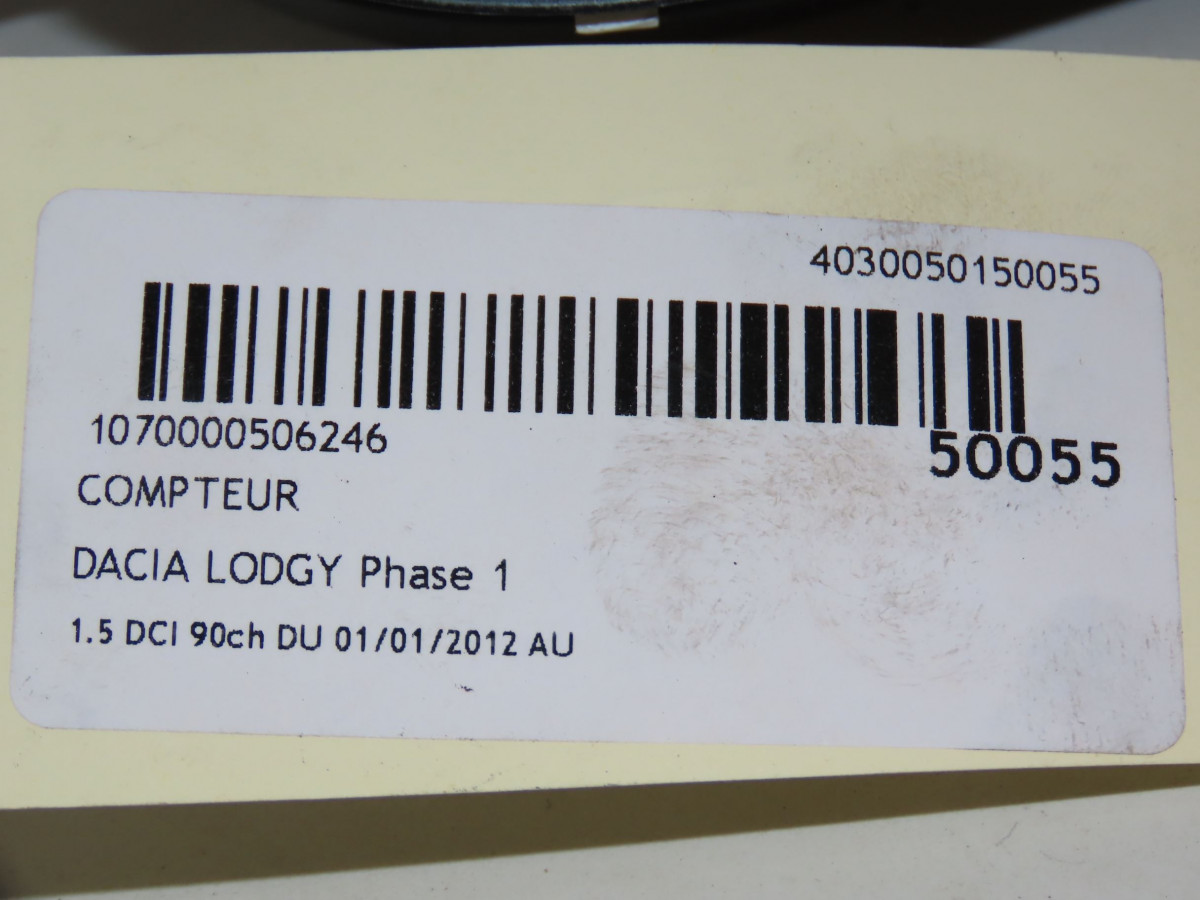 4030050150055
1070000506246
50055
COMPTEUR
DACIA LODGY Phase 1
1.5 DCI 90ch DU 01/01/2012 AU